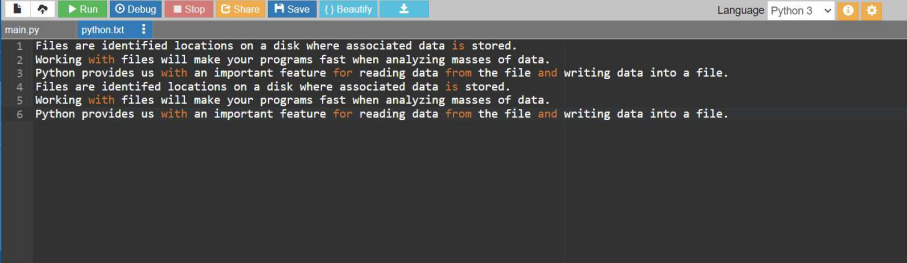 Run Debug Stop Share Save { } Beautify Language Python 3
main.py python.txt
1 Files are identified locations on a disk where associated data is stored.
2 Working with files will make your programs fast when analyzing masses of data.
3 Python provides us with an important feature for reading data from the file and writing data into a file.
4 Files are identifed locations on a disk where associated data is stored.
5 Working with files will make your programs fast when analyzing masses of data.
6 Python provides us with an important feature for reading data from the file and writing data into a file.